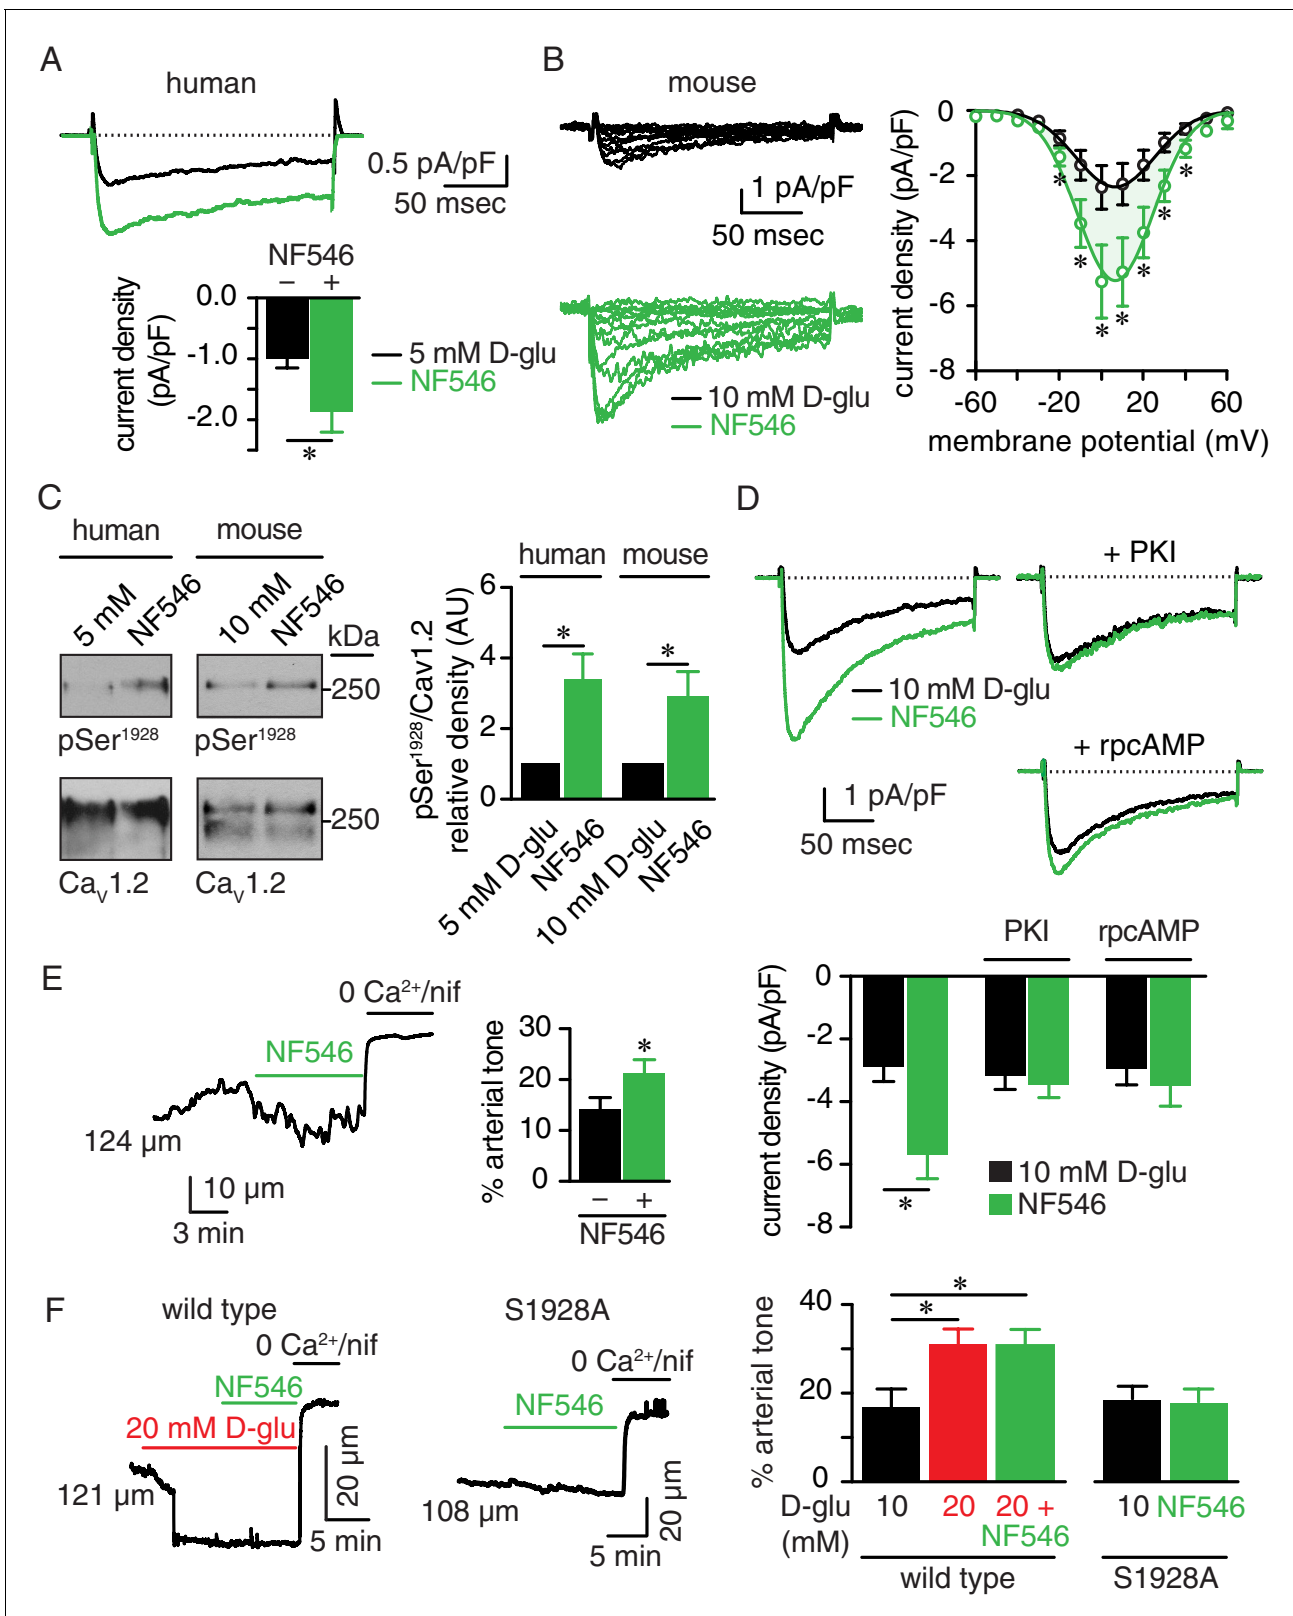 A
human
0.5 pA/pF
50 msec
NF546
− +
0.0
-1.0
-2.0
current density
(pA/pF)
5 mM D-glu
NF546
*
B
mouse
1 pA/pF
50 msec
10 mM D-glu
NF546
0
-2
-4
-6
-8
current density (pA/pF)
* * * * * * * *
-60 -20 20 60
membrane potential (mV)
C
human mouse
5 mM NF546 10 mM NF546
kDa
250
pSer¹⁹²⁸ pSer¹⁹²⁸
250
CaV1.2 CaV1.2
human mouse
6
4
2
0
pSer¹⁹²⁸/Cav1.2
relative density (AU)
* *
5 mM D-glu NF546 10 mM D-glu NF546
D
+ PKI
10 mM D-glu
NF546
+ rpcAMP
1 pA/pF
50 msec
PKI rpcAMP
0
-2
-4
-6
-8
current density (pA/pF)
*
10 mM D-glu
NF546
E
0 Ca²⁺/nif
NF546
124 µm
10 µm
3 min
30
20
10
0
% arterial tone
*
− +
NF546
F
wild type
0 Ca²⁺/nif
NF546
20 mM D-glu
121 µm
20 µm
5 min
S1928A
0 Ca²⁺/nif
NF546
108 µm
20 µm
5 min
40
20
0
% arterial tone
* *
D-glu 10 20 20 + 10 NF546
(mM) NF546
wild type S1928A